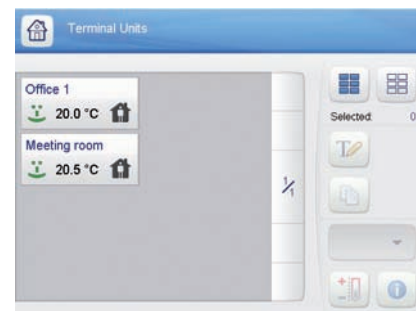 Terminal Units
Office 1
20.0 °C
Meeting room
20.5 °C
1/1
Selected: 0